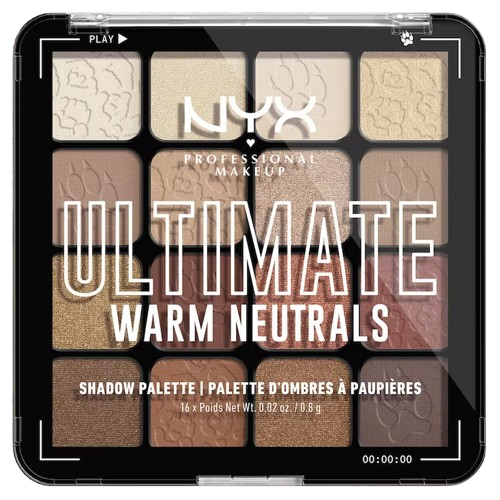 PLAY ▶
NYX
PROFESSIONAL
MAKEUP
ULTIMATE
WARM NEUTRALS
SHADOW PALETTE | PALETTE D'OMBRES À PAUPIÈRES
16 x Poids Net Wt. 0.02 oz. / 0.8 g
00:00:00